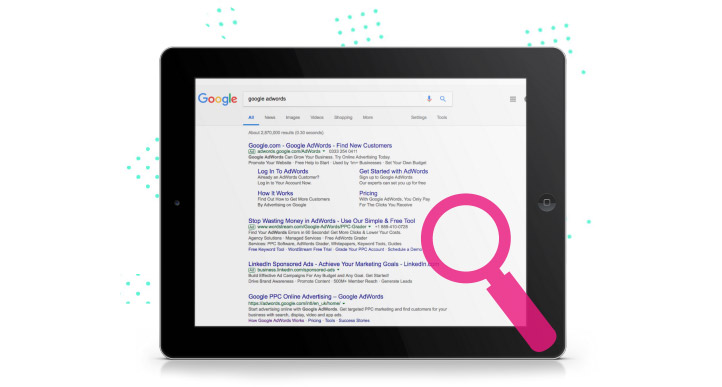 Google
google adwords
All News Images Videos Shopping More Settings Tools
About 2,870,000 results (0.30 seconds)
Google.com - Google AdWords - Find New Customers
Ad adwords.google.com/AdWords 0333 254 0411
Google AdWords Can Grow Your Business. Try Online Advertising Today.
Promote Your Website · Free Help to Start · Used by 1m+ Businesses · Set Your Own Budget
Log In To AdWords
Already an AdWords Customer?
Log in to Your Account Now.
Get Started with AdWords
Sign up to Google AdWords
Our experts can set you up for free
How It Works
Find Out How to Get More Customers
By Advertising on Google
Pricing
With Google AdWords, You Only Pay
For The Clicks You Receive
Stop Wasting Money in AdWords - Use Our Simple & Free Tool
Ad www.wordstream.com/Google-AdWords/PPC-Grader +1 669-410-0728
Find Your AdWords Errors in 60 Seconds! Get More Clicks & Lower Your Costs.
Agency Solutions · Managed Services · Free AdWords Grader
Services: PPC Software, AdWords Grader, Whitepapers, Keyword Tools, Guides
Free Keyword Tool · WordStream Free Trial · Grade Your PPC Account · Schedule a Demo
LinkedIn Sponsored Ads - Achieve Your Marketing Goals - LinkedIn.com
Ad business.linkedin.com/sponsored-ads
Build Effective Ad Campaigns For Any Budget and Any Goal. Get Started!
Drive Brand Awareness · Promote Content · 500M+ Member Reach · Generate Leads
Google PPC Online Advertising – Google AdWords
https://adwords.google.com/intl/en_uk/home/
Start advertising online with Google AdWords. Get targeted PPC marketing and find customers for your
business with search, display, video and app ads.
How Google AdWords Works · Pricing · Tools · Success Stories